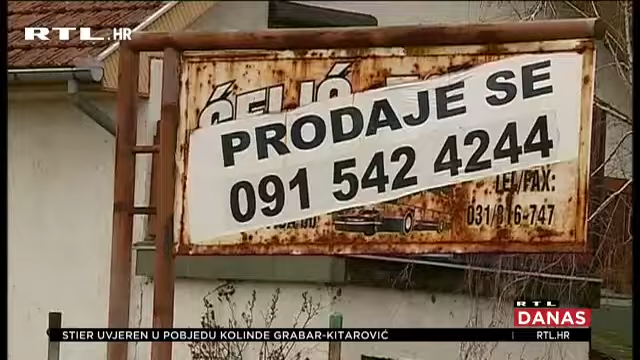 RTL.HR
PRODAJE SE
091 542 4244
TEL/FAX:
031/816-747
RTL
DANAS
STIER UVJEREN U POBJEDU KOLINDE GRABAR-KITAROVIĆ
RTL.HR